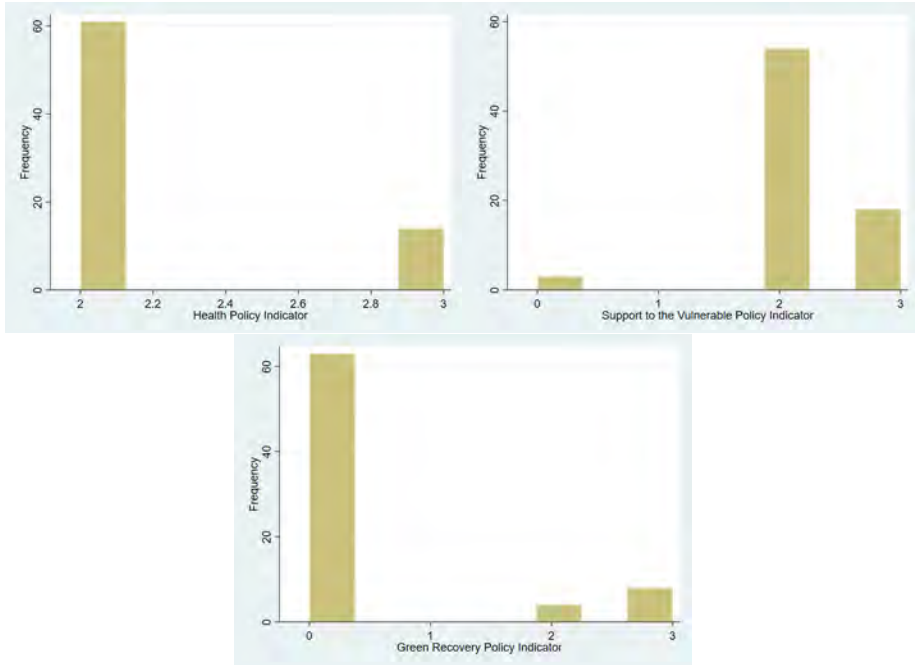 60
40
20
0
Frequency
2 2.2 2.4 2.6 2.8 3
Health Policy Indicator
60
40
20
0
Frequency
0 1 2 3
Support to the Vulnerable Policy Indicator
60
40
20
0
Frequency
0 1 2 3
Green Recovery Policy Indicator